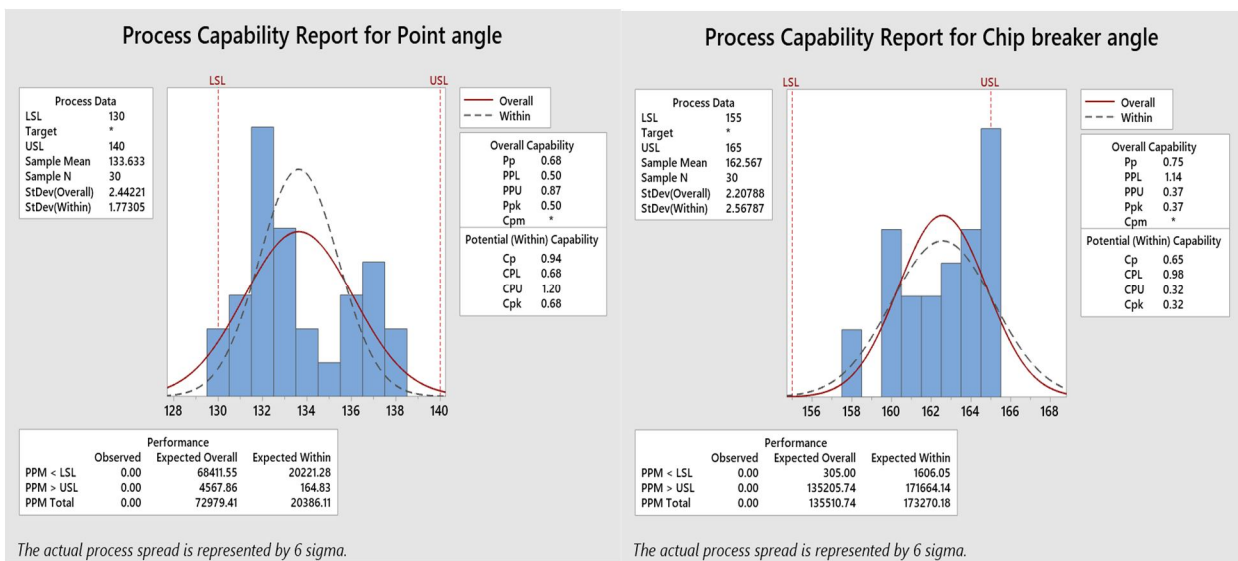 Process Capability Report for Point angle
LSL
USL
Process Data
LSL 130
Target *
USL 140
Sample Mean 133.633
Sample N 30
StDev(Overall) 2.44221
StDev(Within) 1.77305
Overall
Within
Overall Capability
Pp 0.68
PPL 0.50
PPU 0.87
Ppk 0.50
Cpm *
Potential (Within) Capability
Cp 0.94
CPL 0.68
CPU 1.20
Cpk 0.68
128 130 132 134 136 138 140
Performance
Observed Expected Overall Expected Within
PPM < LSL 0.00 68411.55 20221.28
PPM > USL 0.00 4567.86 164.83
PPM Total 0.00 72979.41 20386.11
The actual process spread is represented by 6 sigma.
Process Capability Report for Chip breaker angle
LSL
USL
Process Data
LSL 155
Target *
USL 165
Sample Mean 162.567
Sample N 30
StDev(Overall) 2.20788
StDev(Within) 2.56787
Overall
Within
Overall Capability
Pp 0.75
PPL 1.14
PPU 0.37
Ppk 0.37
Cpm *
Potential (Within) Capability
Cp 0.65
CPL 0.98
CPU 0.32
Cpk 0.32
156 158 160 162 164 166 168
Performance
Observed Expected Overall Expected Within
PPM < LSL 0.00 305.00 1606.05
PPM > USL 0.00 135205.74 171664.14
PPM Total 0.00 135510.74 173270.18
The actual process spread is represented by 6 sigma.